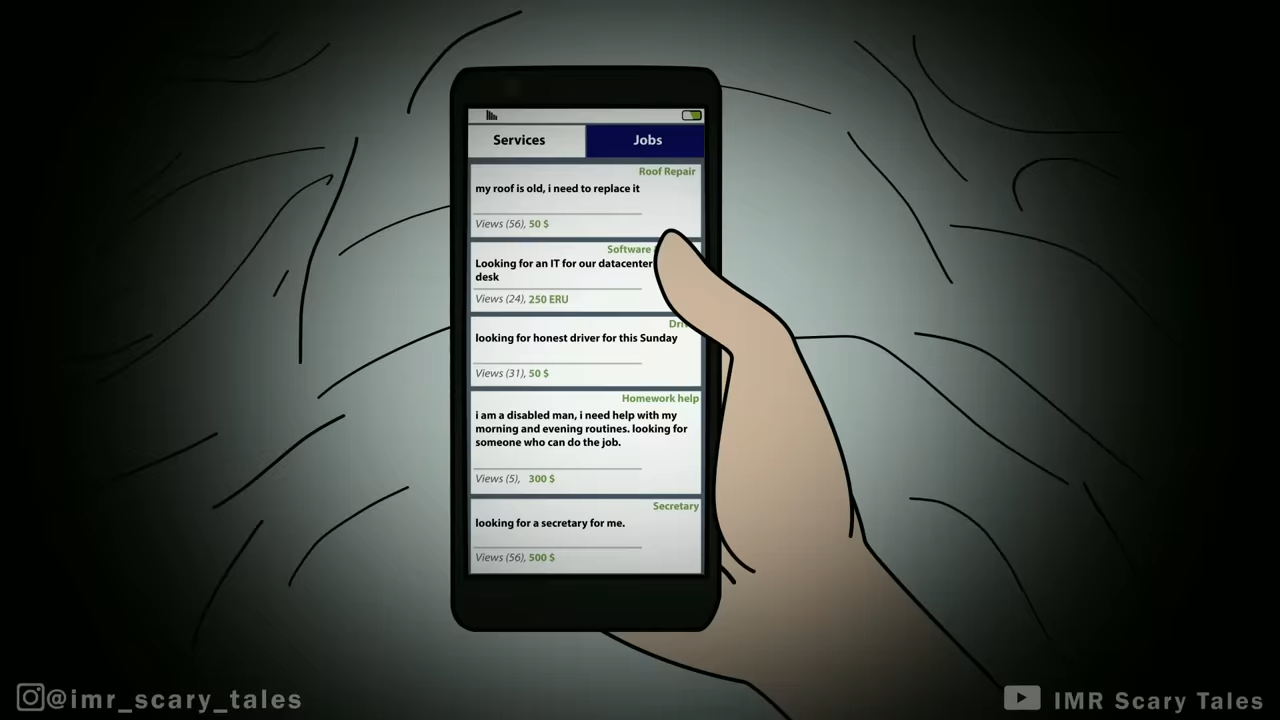 Services
Jobs
Roof Repair
my roof is old, i need to replace it
Views (56), 50 $
Software
Looking for an IT for our datacenter
desk
Views (24), 250 ERU
looking for honest driver for this Sunday
Views (31), 50 $
Homework help
i am a disabled man, i need help with my
morning and evening routines. looking for
someone who can do the job.
Views (5), 300 $
Secretary
looking for a secretary for me.
Views (56), 500 $
@imr_scary_tales
IMR Scary Tales